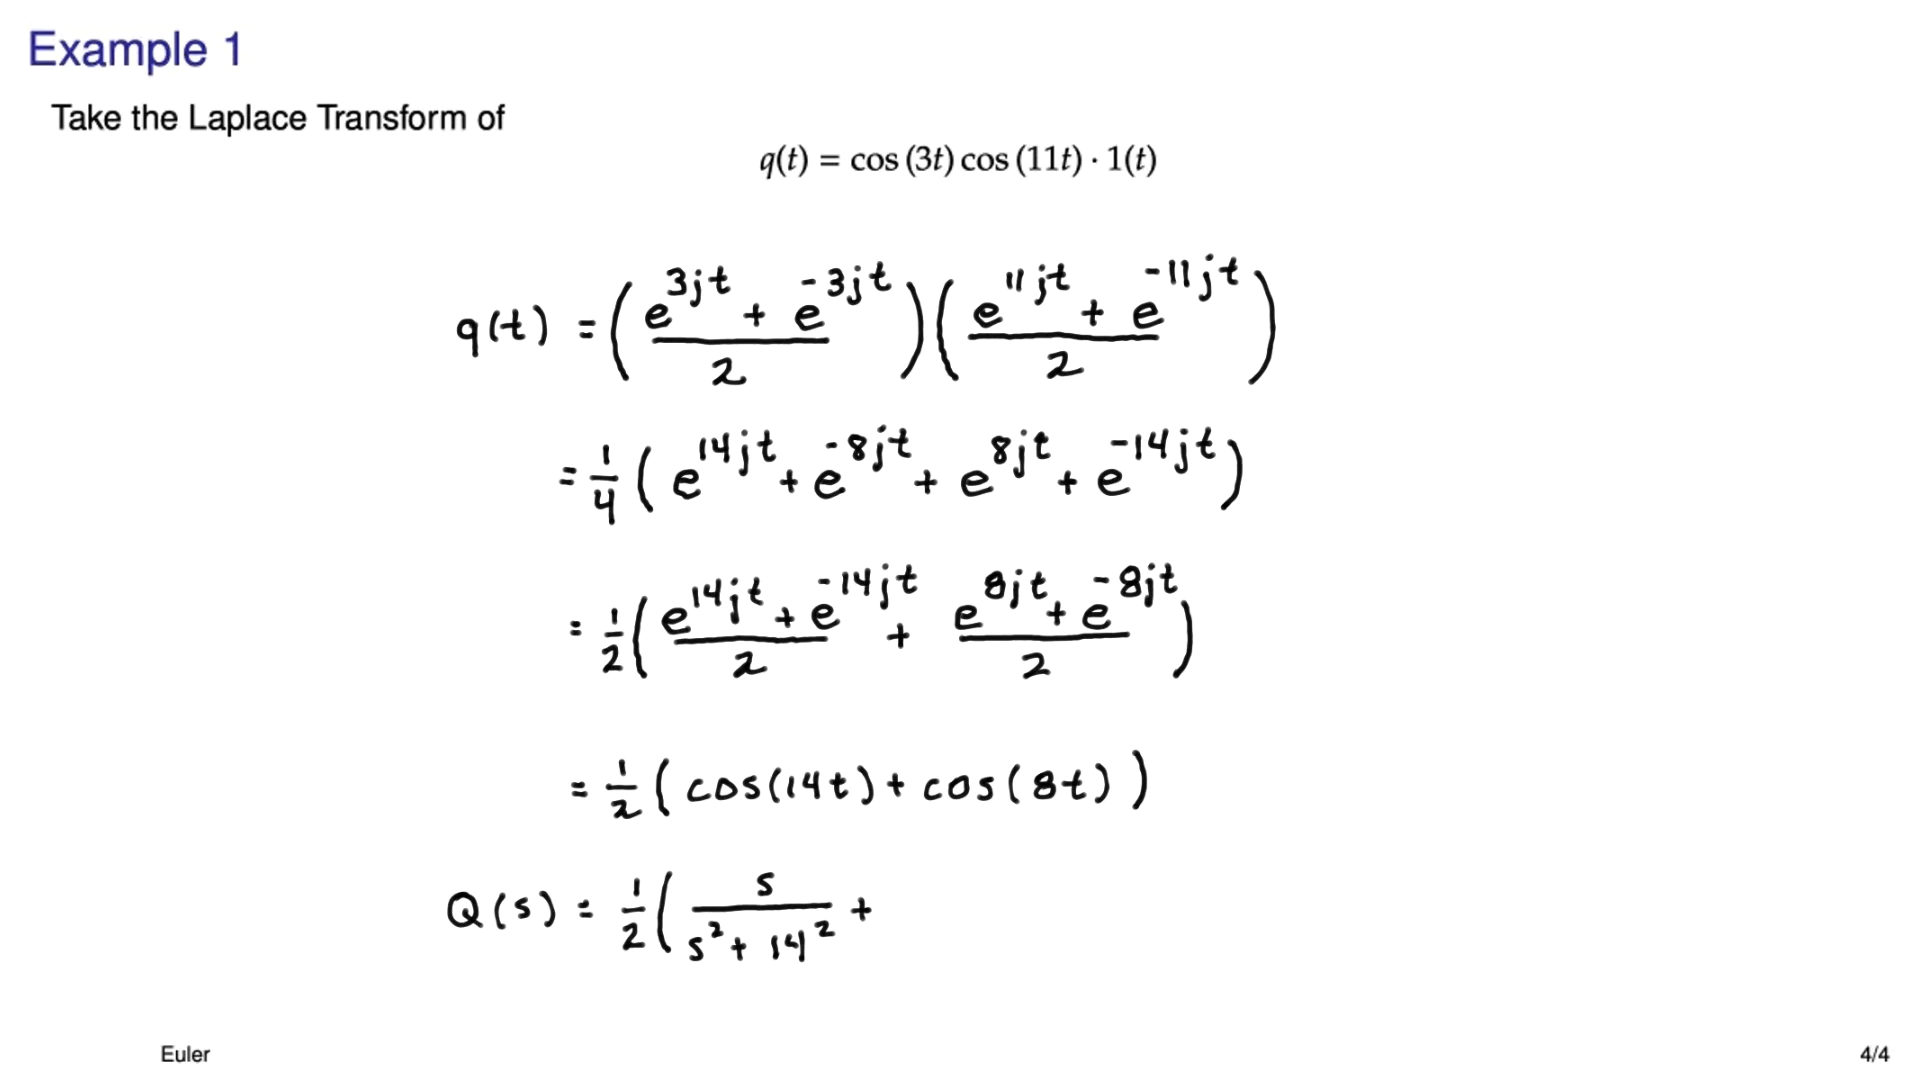 Example 1
Take the Laplace Transform of
q(t) = cos (3t) cos (11t) · 1(t)
q(t) = ( (e^{3jt} + e^{-3jt}) / 2 ) ( (e^{11jt} + e^{-11jt}) / 2 )
= 1/4 ( e^{14jt} + e^{-8jt} + e^{8jt} + e^{-14jt} )
= 1/2 ( (e^{14jt} + e^{-14jt}) / 2 + (e^{8jt} + e^{-8jt}) / 2 )
= 1/2 ( cos(14t) + cos(8t) )
Q(s) = 1/2 ( s / (s^2 + 14^2) +
Euler
4/4